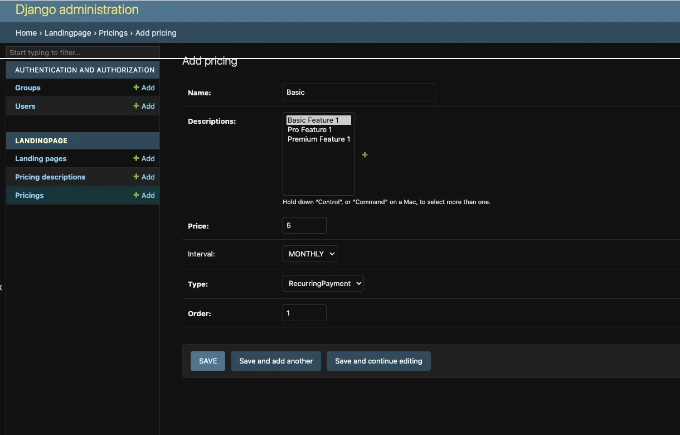 Django administration
Home › Landingpage › Pricings › Add pricing
Start typing to filter...
AUTHENTICATION AND AUTHORIZATION
Groups + Add
Users + Add
LANDINGPAGE
Landing pages + Add
Pricing descriptions + Add
Pricings + Add
Add pricing
Name: Basic
Descriptions: Basic Feature 1
Pro Feature 1
Premium Feature 1
+
Hold down "Control", or "Command" on a Mac, to select more than one.
Price: 5
Interval: MONTHLY
Type: RecurringPayment
Order: 1
SAVE Save and add another Save and continue editing